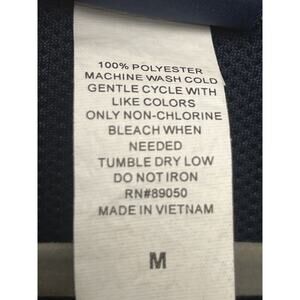 100% POLYESTER
MACHINE WASH COLD
GENTLE CYCLE WITH
LIKE COLORS
ONLY NON-CHLORINE
BLEACH WHEN
NEEDED
TUMBLE DRY LOW
DO NOT IRON
RN#89050
MADE IN VIETNAM
M